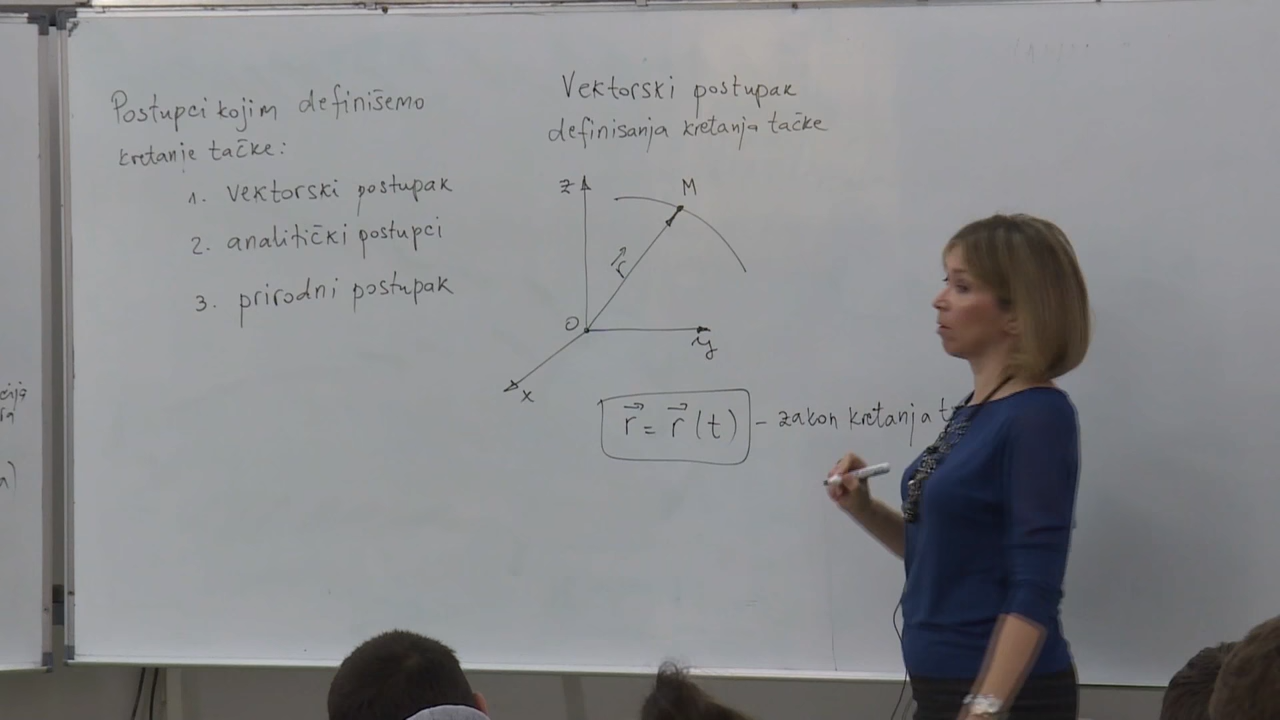 Postupci kojim definišemo
kretanje tačke:
1. vektorski postupak
2. analitički postupci
3. prirodni postupak
Vektorski postupak
definisanja kretanja tačke
z
M
r⃗
O
y
x
r⃗ = r⃗ (t) - zakon kretanja